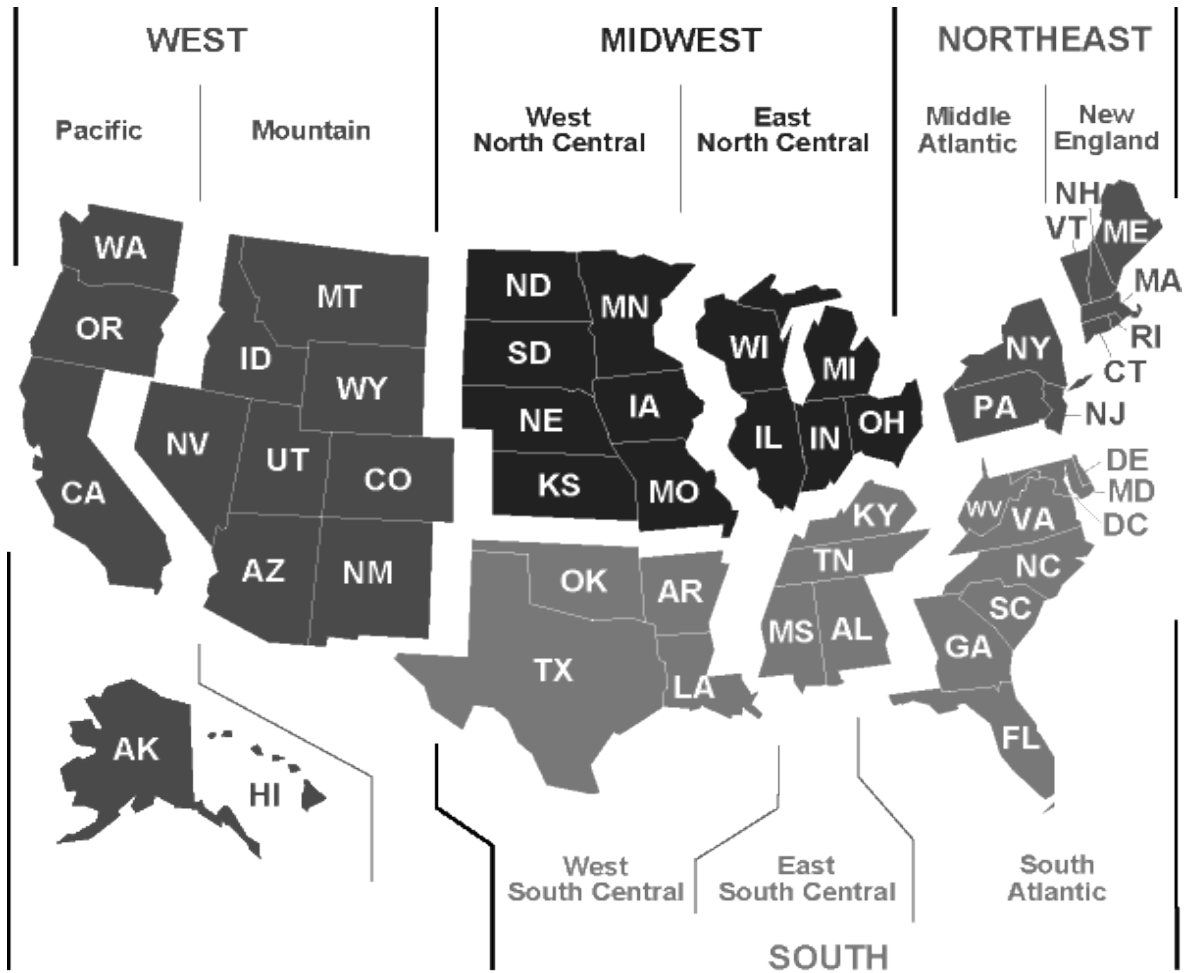 WEST
MIDWEST
NORTHEAST
Pacific
Mountain
West
North Central
East
North Central
Middle
Atlantic
New
England
WA
OR
CA
NV
ID
MT
WY
UT
CO
AZ
NM
AK
HI
ND
SD
NE
KS
MN
IA
MO
WI
MI
IL
IN
OH
NH
VT
ME
MA
RI
CT
NY
PA
NJ
DE
MD
DC
WV
VA
NC
SC
GA
FL
KY
TN
MS
AL
OK
AR
TX
LA
West
South Central
East
South Central
South
Atlantic
SOUTH